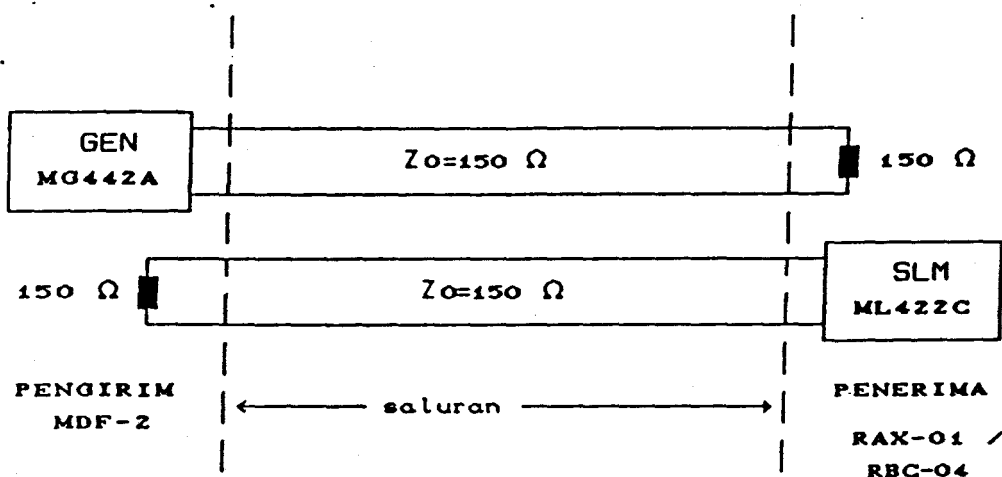 GEN
MG442A
Zo=150 Ω
150 Ω
150 Ω
Zo=150 Ω
SLM
ML422C
PENGIRIM
MDF-2
saluran
PENERIMA
RAX-01 /
RBC-04